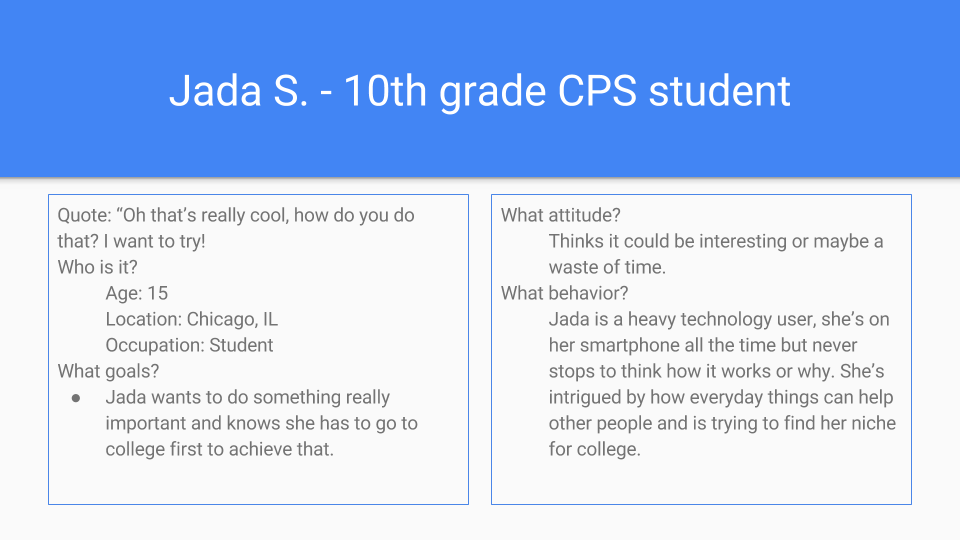 Jada S. - 10th grade CPS student
Quote: “Oh that’s really cool, how do you do
that? I want to try!
Who is it?
Age: 15
Location: Chicago, IL
Occupation: Student
What goals?
● Jada wants to do something really
important and knows she has to go to
college first to achieve that.
What attitude?
Thinks it could be interesting or maybe a
waste of time.
What behavior?
Jada is a heavy technology user, she’s on
her smartphone all the time but never
stops to think how it works or why. She’s
intrigued by how everyday things can help
other people and is trying to find her niche
for college.